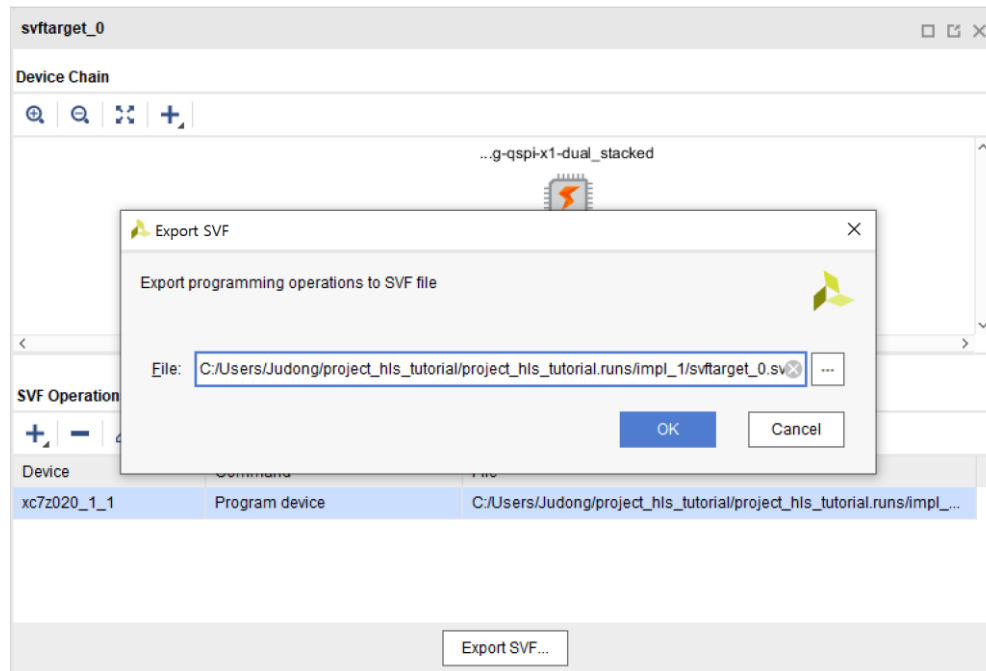 svftarget_0
Device Chain
...g-qspi-x1-dual_stacked
Export SVF
Export programming operations to SVF file
File: C:/Users/Judong/project_hls_tutorial/project_hls_tutorial.runs/impl_1/svftarget_0.sv ...
SVF Operation
OK Cancel
Device Command File
xc7z020_1_1 Program device C:/Users/Judong/project_hls_tutorial/project_hls_tutorial.runs/impl_...
Export SVF...